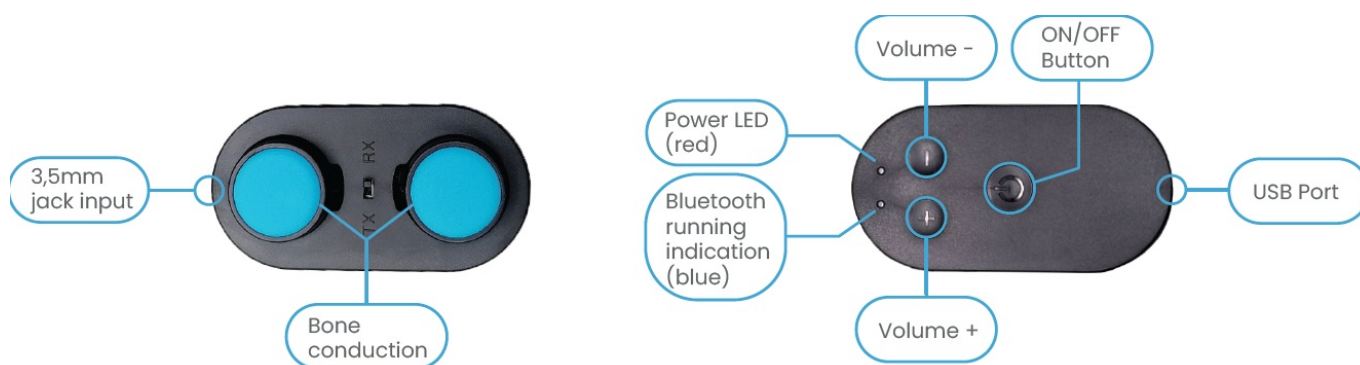 3,5mm
jack input
RX
TX
Bone
conduction
Volume -
ON/OFF
Button
Power LED
(red)
Bluetooth
running
indication
(blue)
USB Port
Volume +